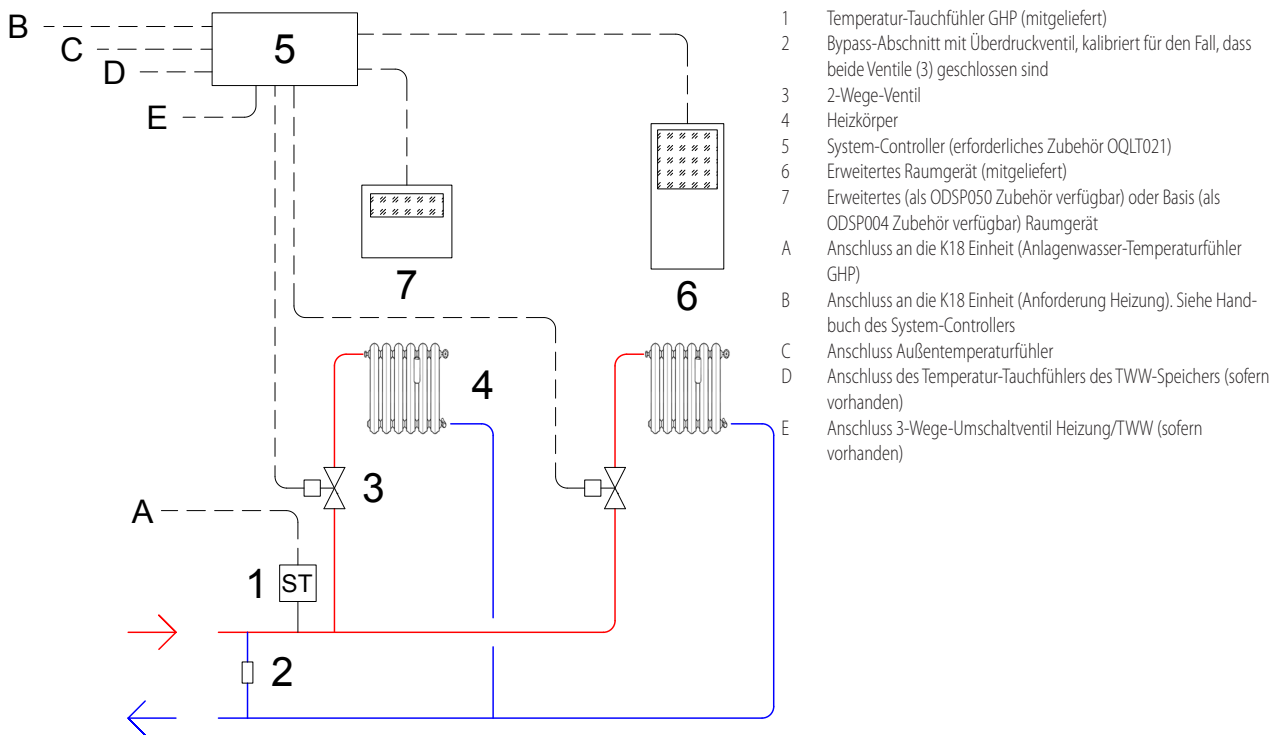 B
C
D
E
5
7
6
4
3
A
1
ST
2
1 Temperatur-Tauchfühler GHP (mitgeliefert)
2 Bypass-Abschnitt mit Überdruckventil, kalibriert für den Fall, dass
beide Ventile (3) geschlossen sind
3 2-Wege-Ventil
4 Heizkörper
5 System-Controller (erforderliches Zubehör OQLT021)
6 Erweitertes Raumgerät (mitgeliefert)
7 Erweitertes (als ODSP050 Zubehör verfügbar) oder Basis (als
ODSP004 Zubehör verfügbar) Raumgerät
A Anschluss an die K18 Einheit (Anlagenwasser-Temperaturfühler
GHP)
B Anschluss an die K18 Einheit (Anforderung Heizung). Siehe Hand-
buch des System-Controllers
C Anschluss Außentemperaturfühler
D Anschluss des Temperatur-Tauchfühlers des TWW-Speichers (sofern
vorhanden)
E Anschluss 3-Wege-Umschaltventil Heizung/TWW (sofern
vorhanden)